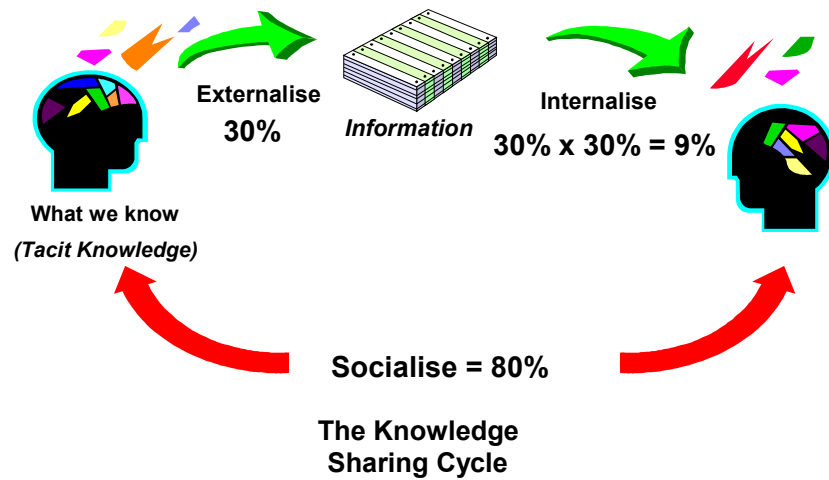 Externalise
30%
Information
Internalise
30% x 30% = 9%
What we know
(Tacit Knowledge)
Socialise = 80%
The Knowledge
Sharing Cycle